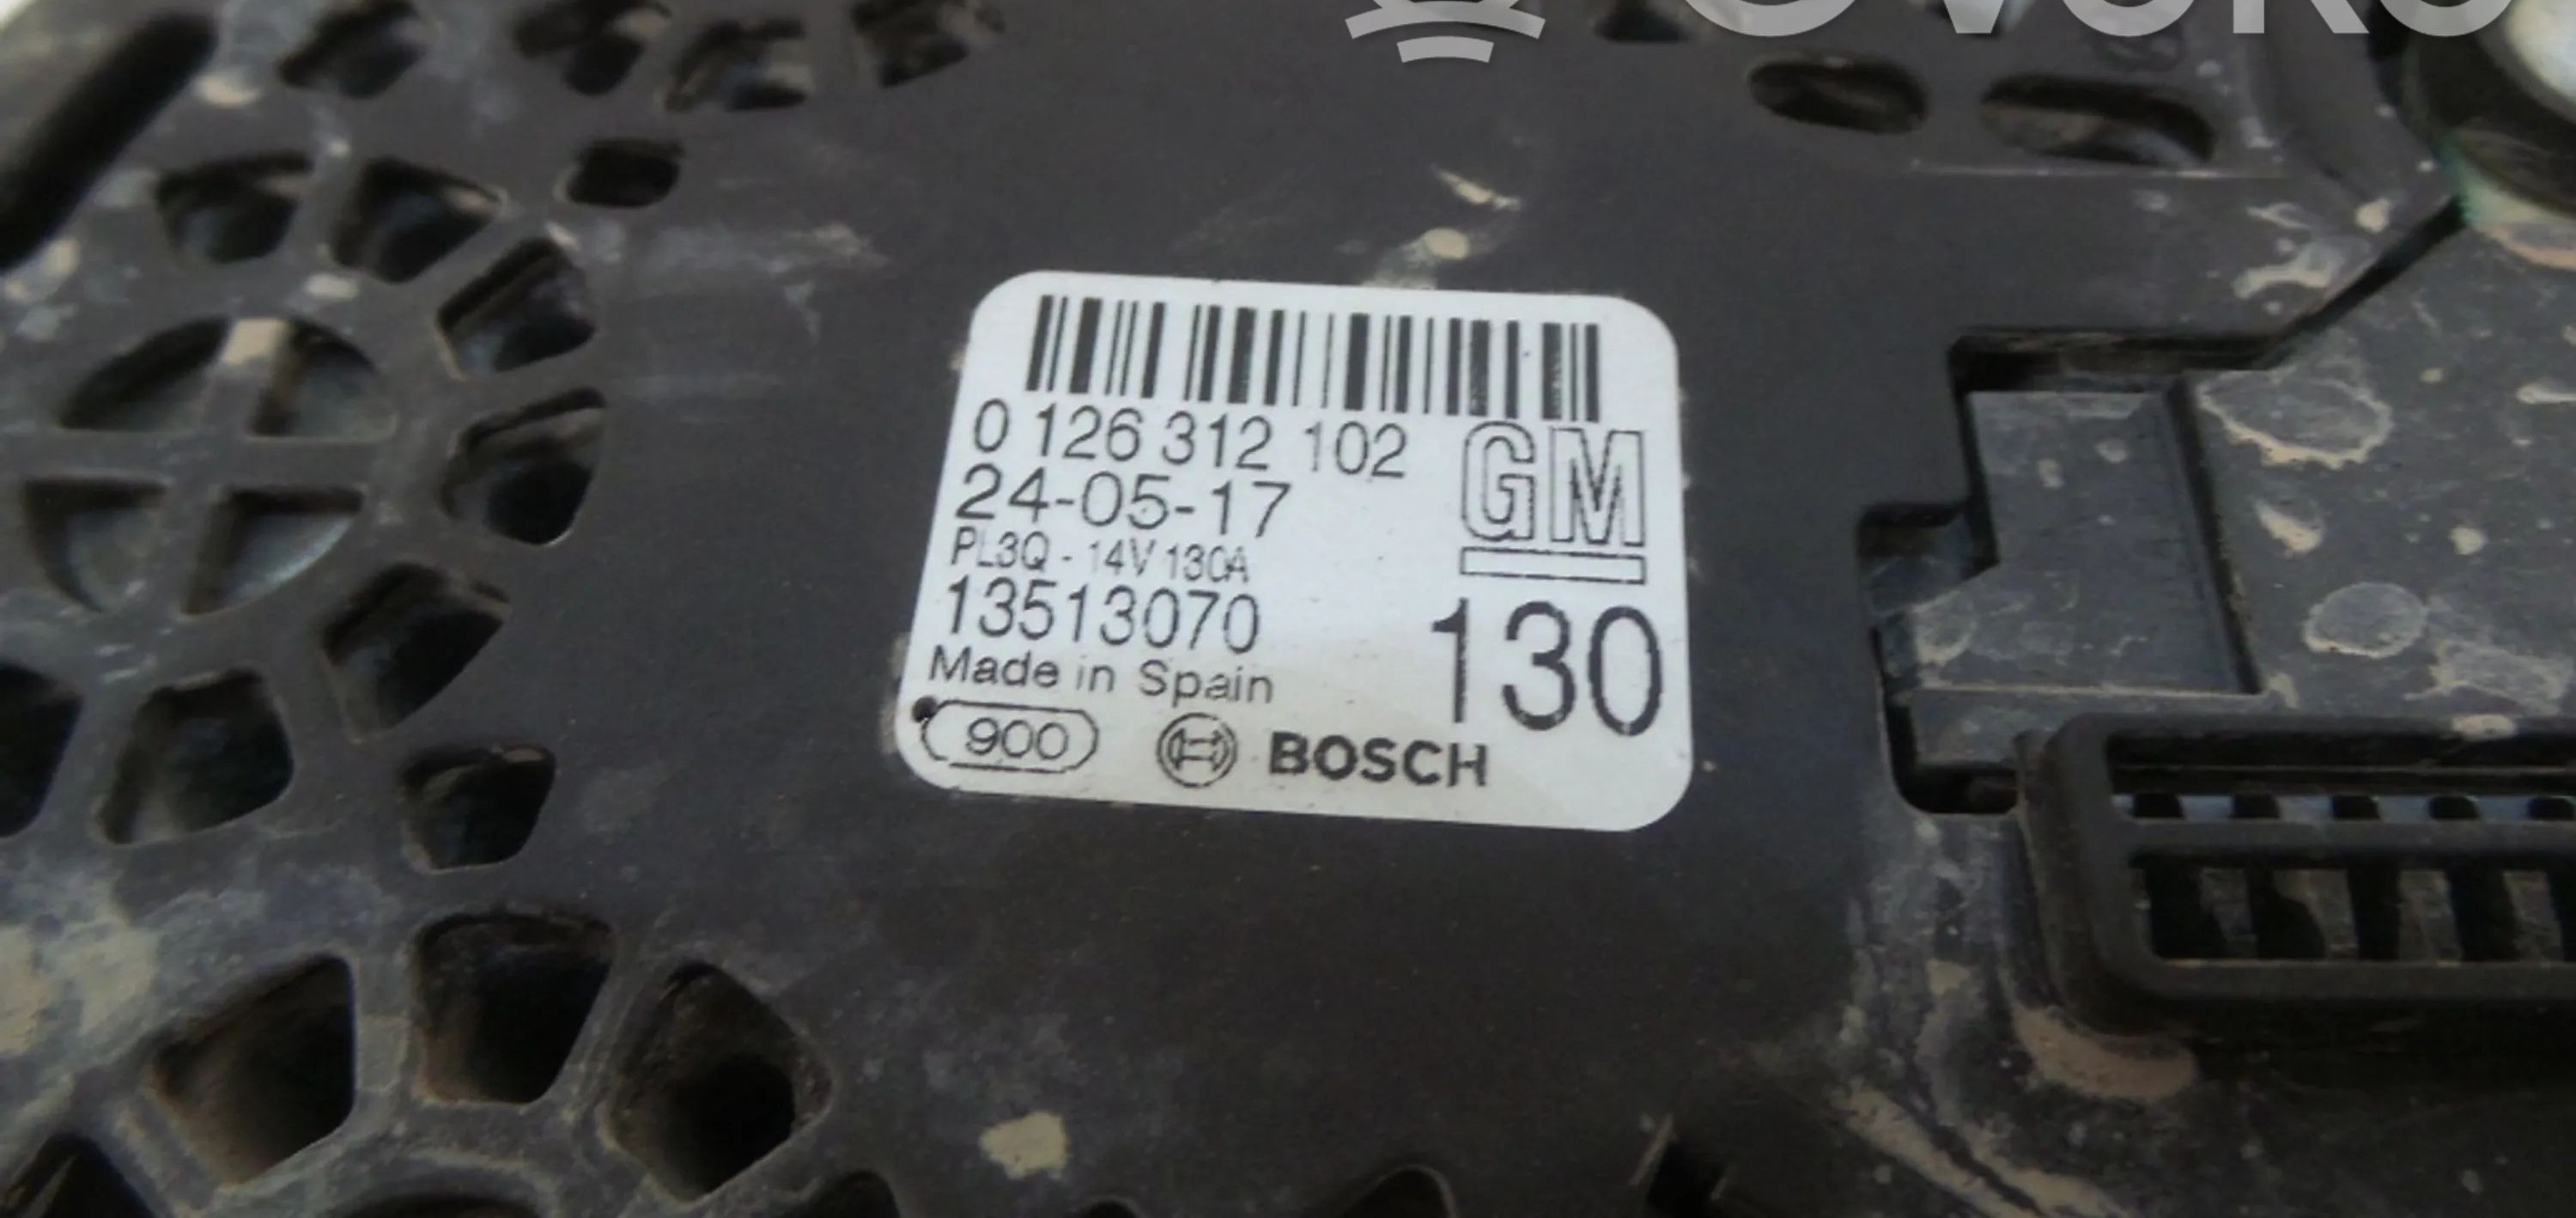 0 126 312 102
GM
24-05-17
PL3Q - 14V 130A
13513070
130
Made in Spain
900
BOSCH